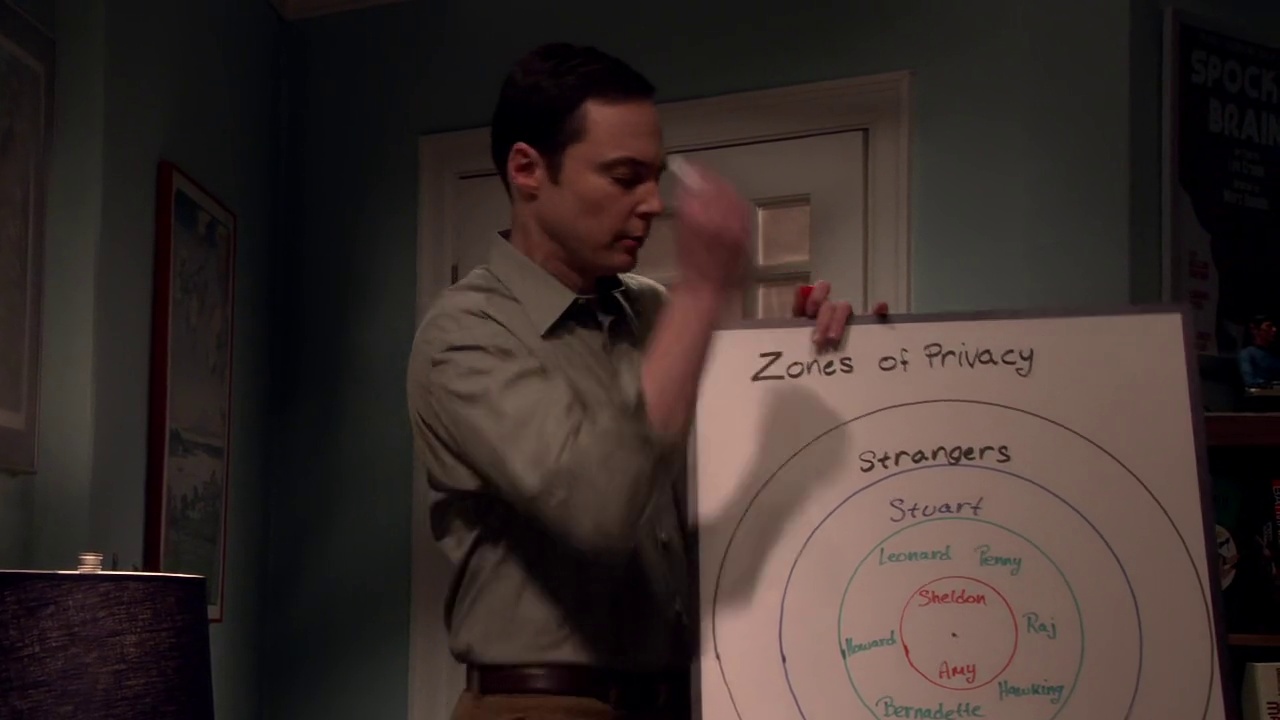 SPOCK
BRAIN
Zones of Privacy
Strangers
Stuart
Leonard Penny
Sheldon
Howard Raj
Amy
Hawking
Bernadette